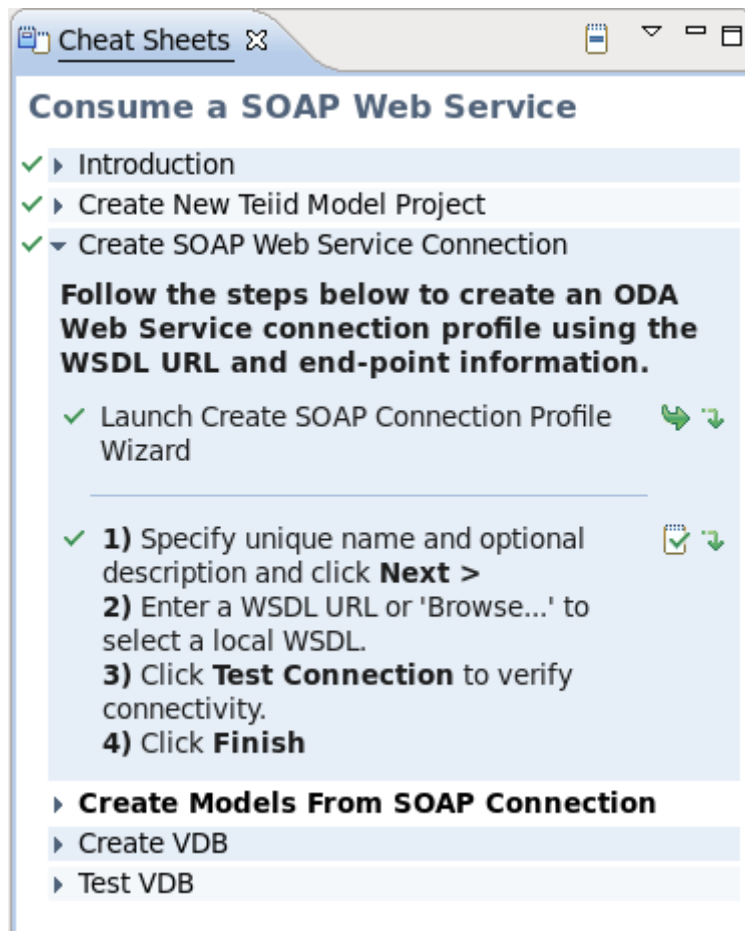 Cheat Sheets
Consume a SOAP Web Service
Introduction
Create New Teiid Model Project
Create SOAP Web Service Connection
Follow the steps below to create an ODA
Web Service connection profile using the
WSDL URL and end-point information.
Launch Create SOAP Connection Profile
Wizard
1) Specify unique name and optional
description and click Next >
2) Enter a WSDL URL or 'Browse...' to
select a local WSDL.
3) Click Test Connection to verify
connectivity.
4) Click Finish
Create Models From SOAP Connection
Create VDB
Test VDB